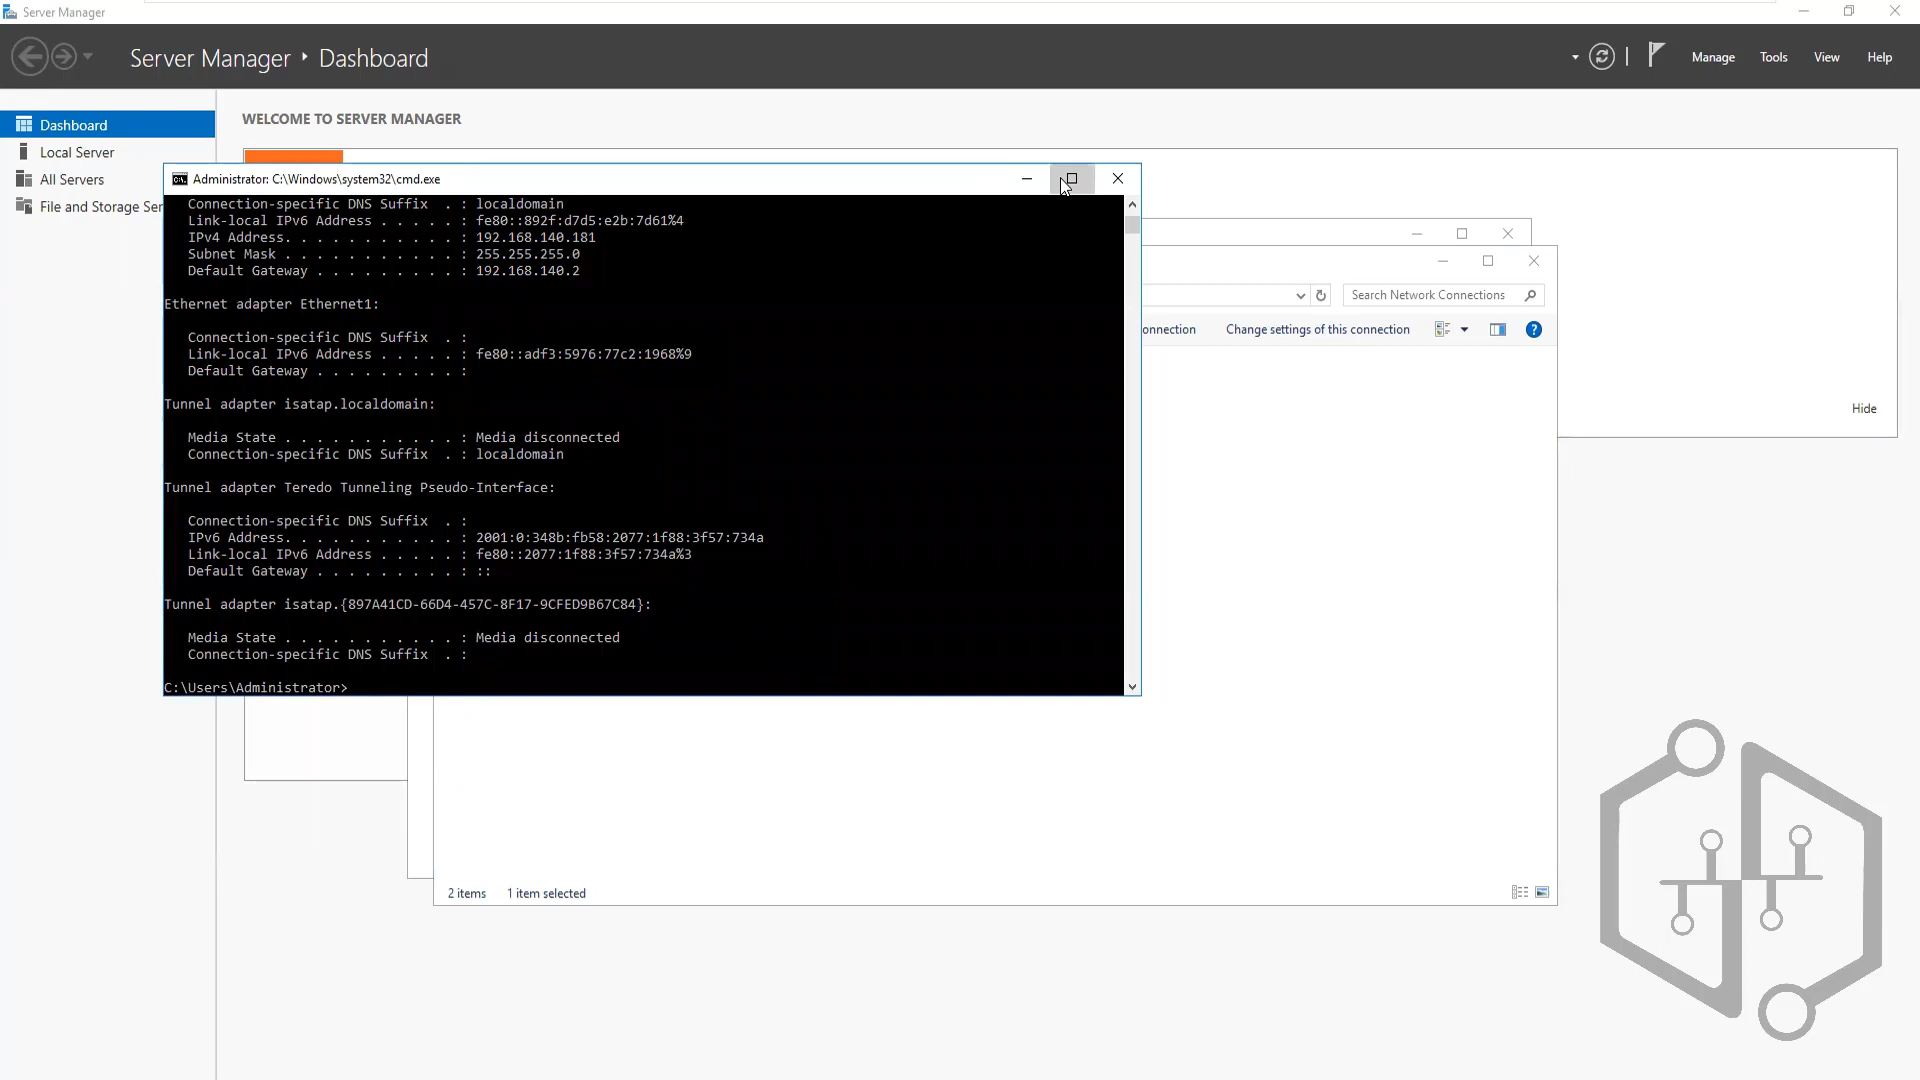 Server Manager
Server Manager ‣ Dashboard
Manage Tools View Help
Dashboard
Local Server
All Servers
File and Storage Ser
WELCOME TO SERVER MANAGER
Administrator: C:\Windows\system32\cmd.exe
Connection-specific DNS Suffix  . : localdomain
Link-local IPv6 Address . . . . . : fe80::892f:d7d5:e2b:7d61%4
IPv4 Address. . . . . . . . . . . : 192.168.140.181
Subnet Mask . . . . . . . . . . . : 255.255.255.0
Default Gateway . . . . . . . . . : 192.168.140.2
Ethernet adapter Ethernet1:
Connection-specific DNS Suffix  . :
Link-local IPv6 Address . . . . . : fe80::adf3:5976:77c2:1968%9
Default Gateway . . . . . . . . . :
Tunnel adapter isatap.localdomain:
Media State . . . . . . . . . . . : Media disconnected
Connection-specific DNS Suffix  . : localdomain
Tunnel adapter Teredo Tunneling Pseudo-Interface:
Connection-specific DNS Suffix  . :
IPv6 Address. . . . . . . . . . . : 2001:0:348b:fb58:2077:1f88:3f57:734a
Link-local IPv6 Address . . . . . : fe80::2077:1f88:3f57:734a%3
Default Gateway . . . . . . . . . : ::
Tunnel adapter isatap.{897A41CD-66D4-457C-8F17-9CFED9B67C84}:
Media State . . . . . . . . . . . : Media disconnected
Connection-specific DNS Suffix  . :
C:\Users\Administrator>
Search Network Connections
onnection Change settings of this connection
Hide
2 items 1 item selected